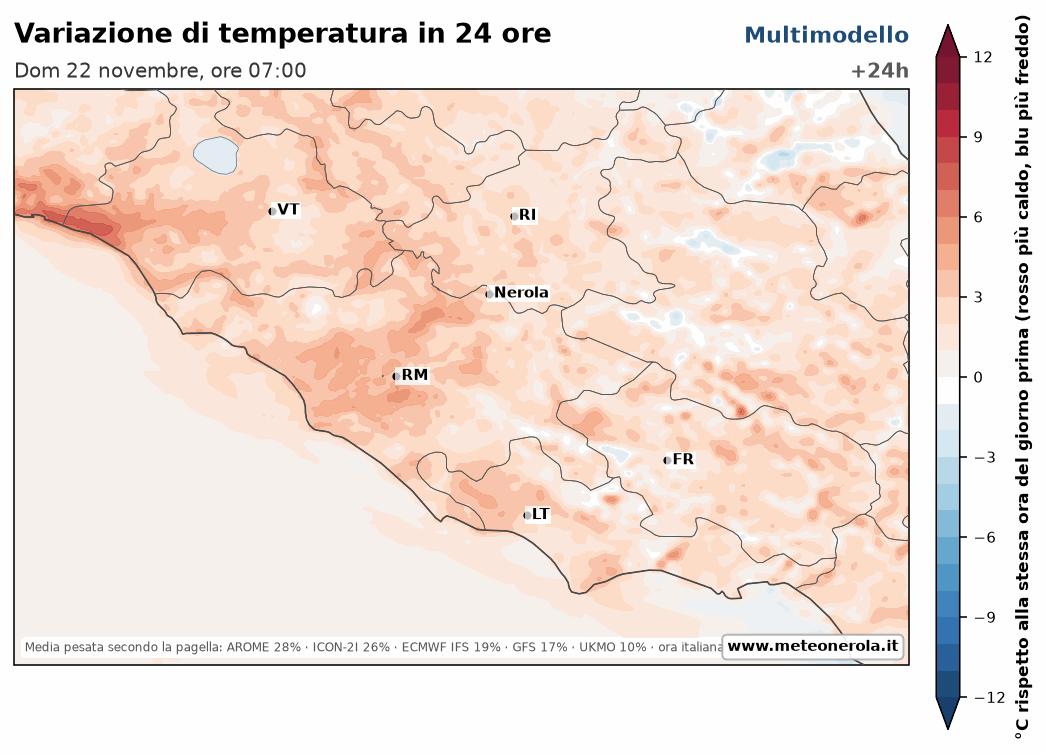 Variazione di temperatura in 24 ore
Multimodello
Dom 22 novembre, ore 07:00
+24h
VT
RI
Nerola
RM
FR
LT
Media pesata secondo la pagella: AROME 28% · ICON-2I 26% · ECMWF IFS 19% · GFS 17% · UKMO 10% · ora italiana
www.meteonerola.it
12
9
6
3
0
−3
−6
−9
−12
°C rispetto alla stessa ora del giorno prima (rosso più caldo, blu più freddo)